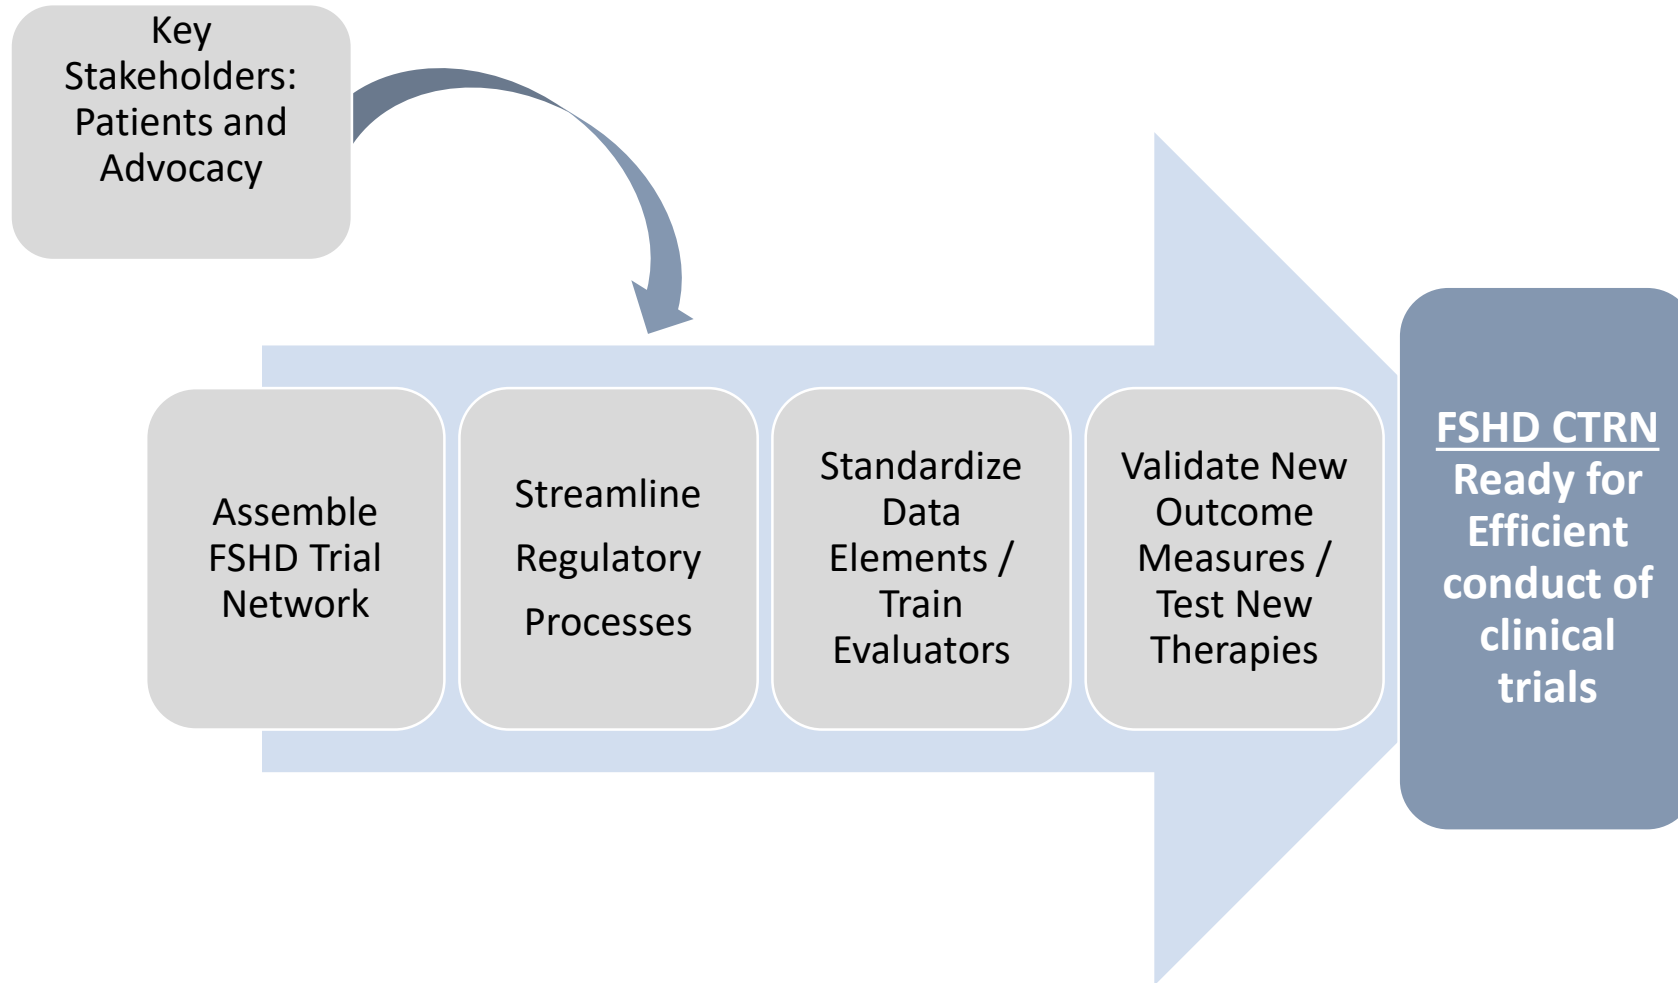 Key
Stakeholders:
Patients and
Advocacy
Assemble
FSHD Trial
Network
Streamline
Regulatory
Processes
Standardize
Data
Elements /
Train
Evaluators
Validate New
Outcome
Measures /
Test New
Therapies
FSHD CTRN
Ready for
Efficient
conduct of
clinical
trials